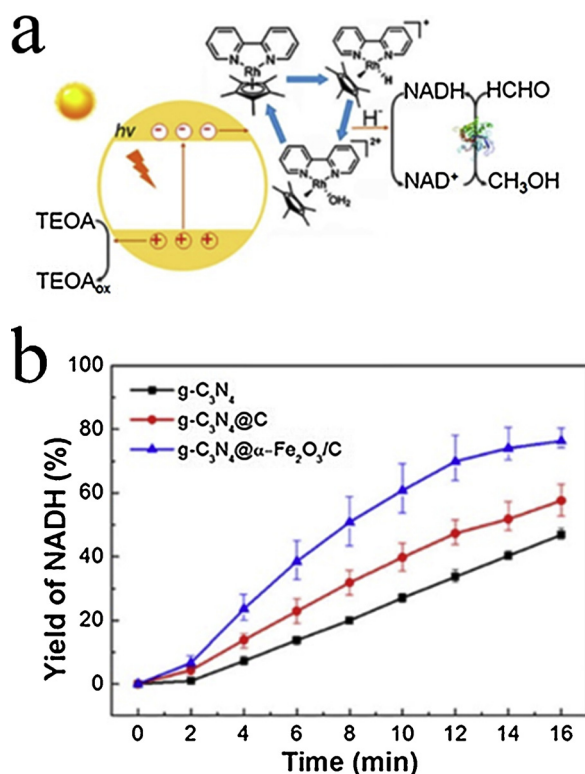 a
Rh
N N
Rh
H
+
hv
H⁻
NADH
HCHO
N N
2+
Rh
OH₂
NAD⁺
CH₃OH
TEOA
TEOAox
b
100
80
60
40
20
0
g-C₃N₄
g-C₃N₄@C
g-C₃N₄@α-Fe₂O₃/C
Yield of NADH (%)
0 2 4 6 8 10 12 14 16
Time (min)